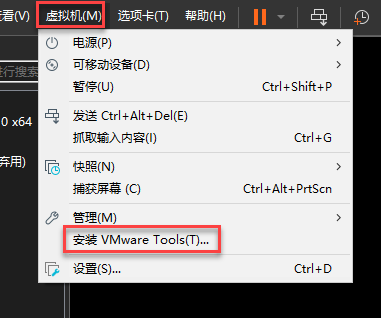 查看(V) 虚拟机(M) 选项卡(T) 帮助(H)
电源(P)
可移动设备(D)
进行搜索
暂停(U) Ctrl+Shift+P
0 x64
发送 Ctrl+Alt+Del(E)
抓取输入内容(I) Ctrl+G
弃用)
快照(N)
捕获屏幕 (C) Ctrl+Alt+PrtScn
管理(M)
安装 VMware Tools(T)...
设置(S)... Ctrl+D